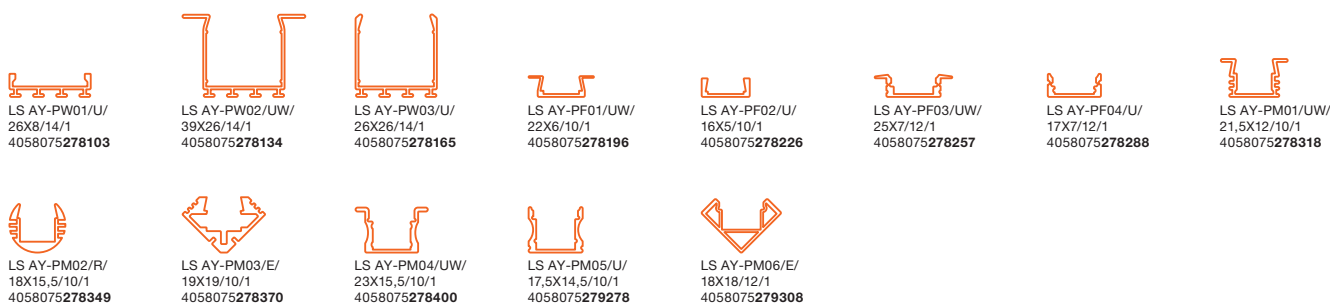 LS AY-PW01/U/
26X8/14/1
4058075278103
LS AY-PW02/UW/
39X26/14/1
4058075278134
LS AY-PW03/U/
26X26/14/1
4058075278165
LS AY-PF01/UW/
22X6/10/1
4058075278196
LS AY-PF02/U/
16X5/10/1
4058075278226
LS AY-PF03/UW/
25X7/12/1
4058075278257
LS AY-PF04/U/
17X7/12/1
4058075278288
LS AY-PM01/UW/
21,5X12/10/1
4058075278318
LS AY-PM02/R/
18X15,5/10/1
4058075278349
LS AY-PM03/E/
19X19/10/1
4058075278370
LS AY-PM04/UW/
23X15,5/10/1
4058075278400
LS AY-PM05/U/
17,5X14,5/10/1
4058075279278
LS AY-PM06/E/
18X18/12/1
4058075279308